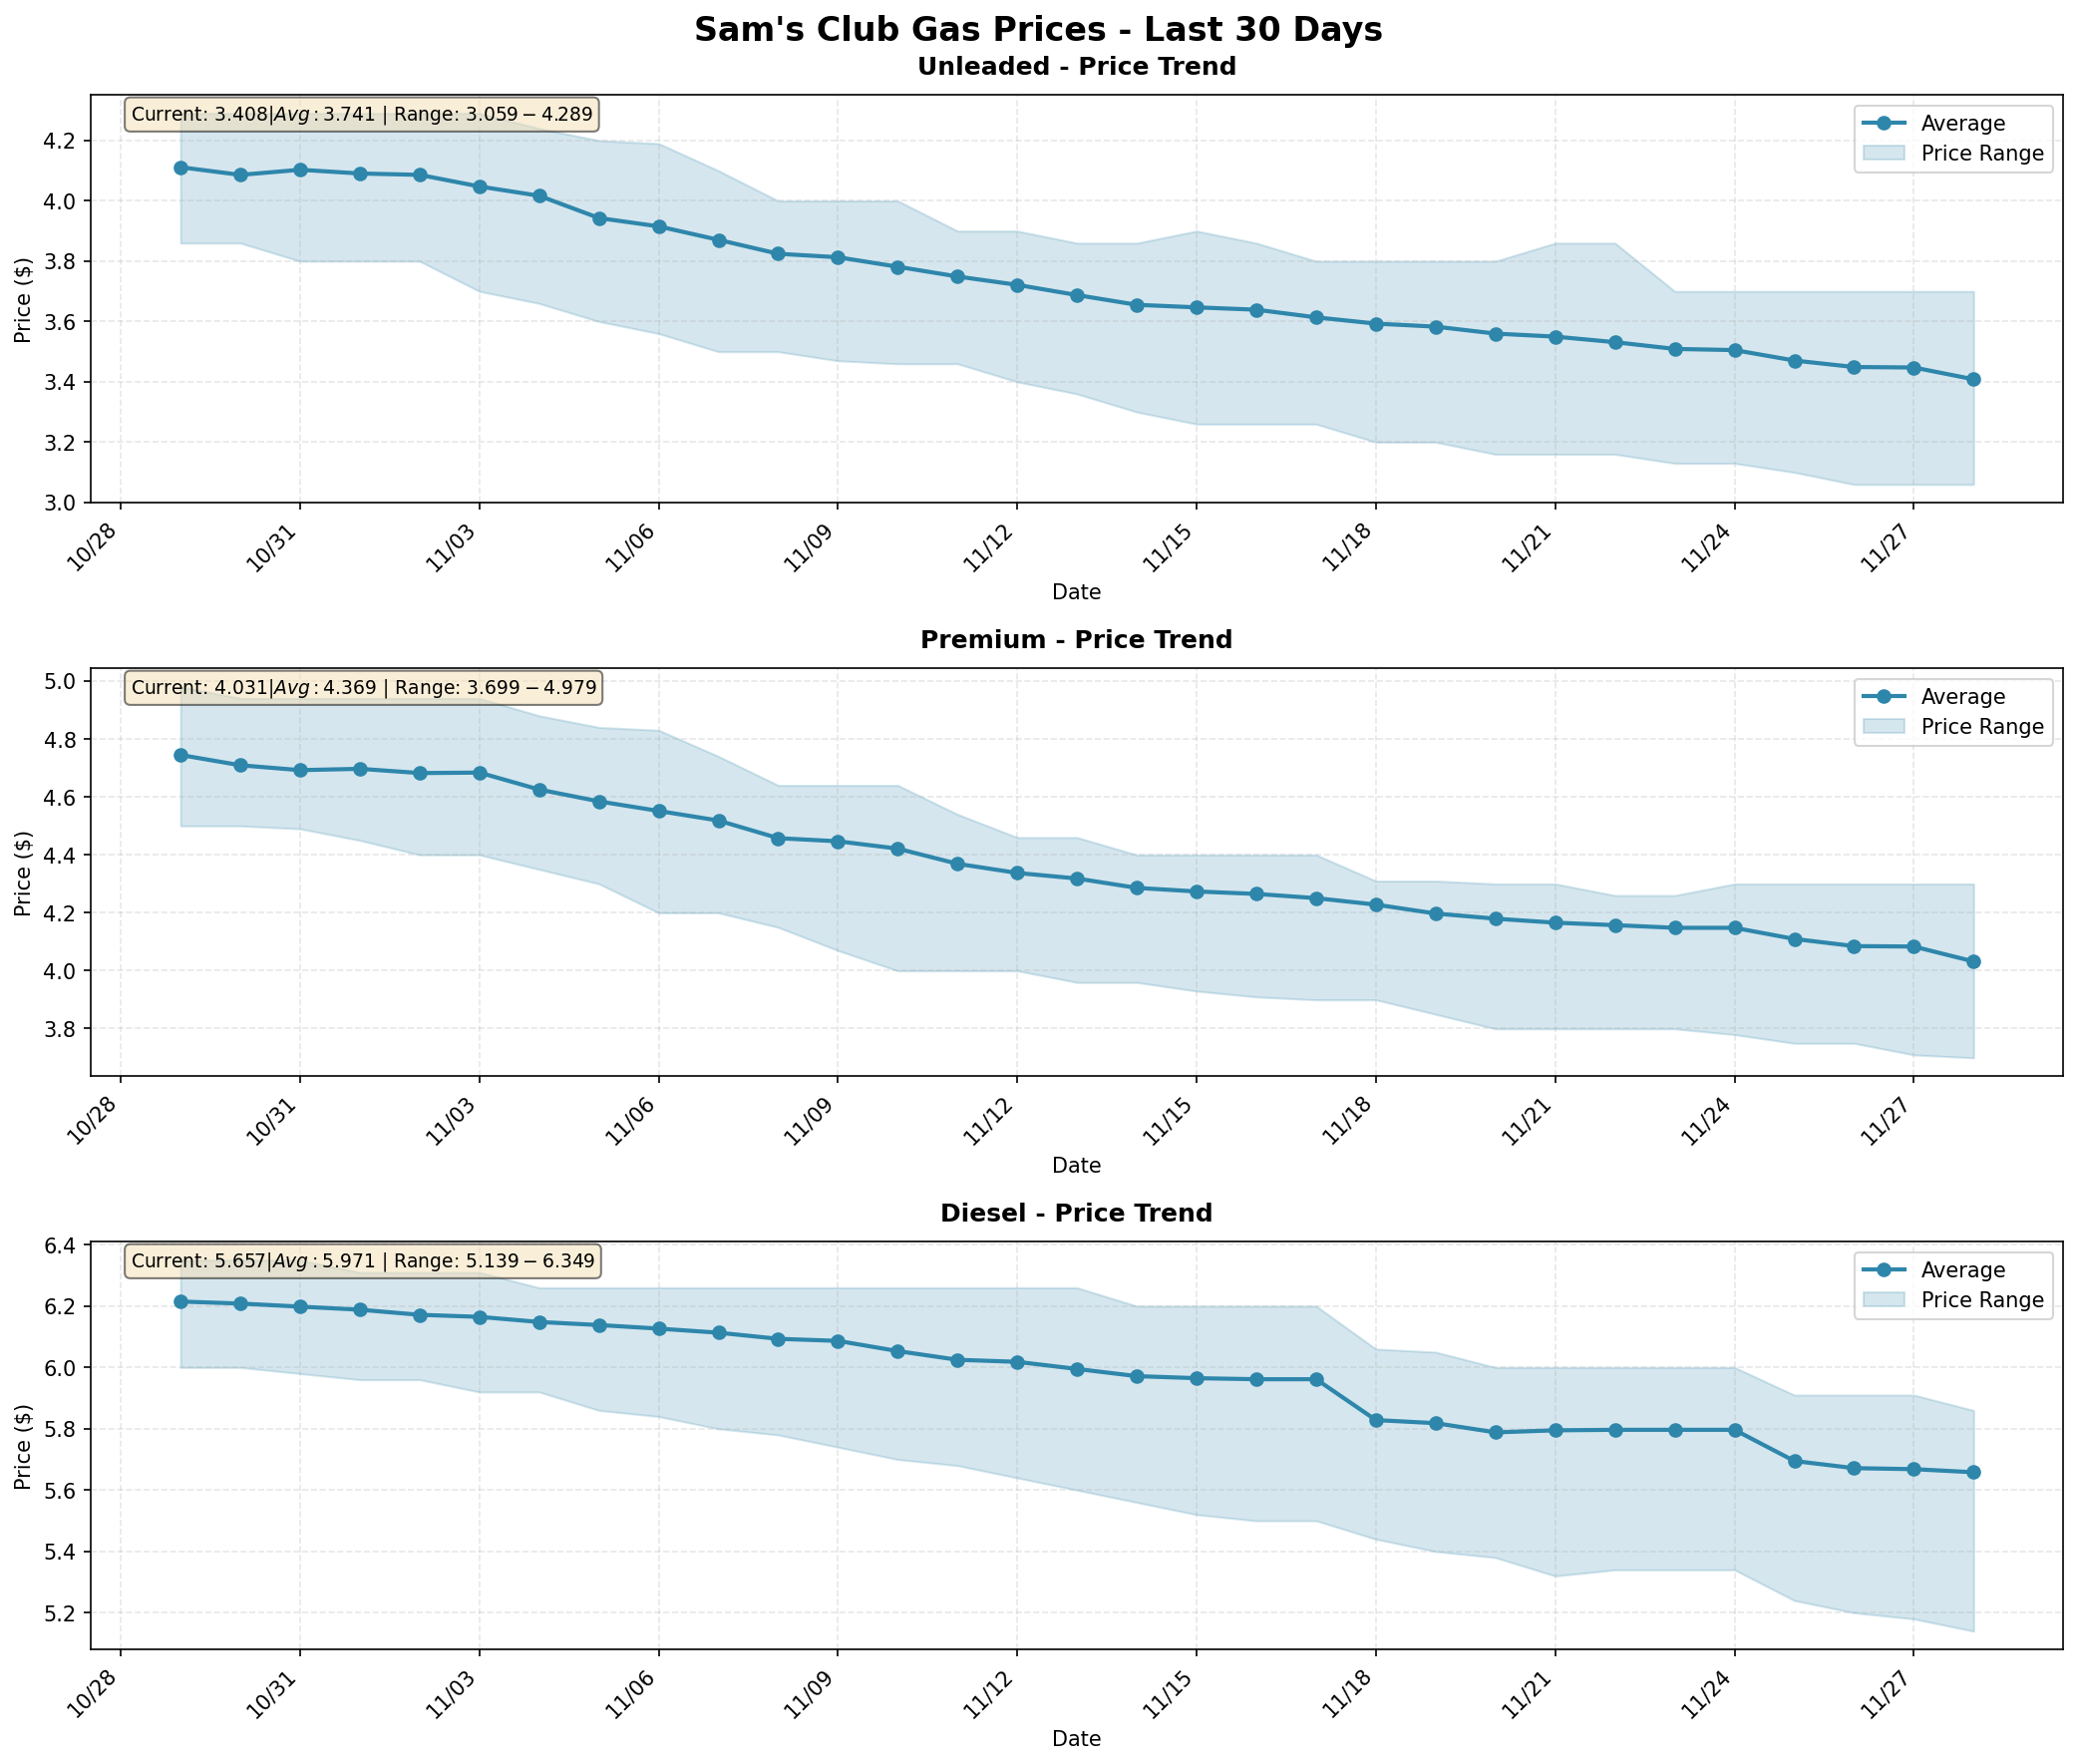 Sam's Club Gas Prices - Last 30 Days
Unleaded - Price Trend
Current: 3.408|Avg : 3.741 | Range: 3.059 − 4.289
Average
Price Range
Price ($)
4.2
4.0
3.8
3.6
3.4
3.2
3.0
10/28 10/31 11/03 11/06 11/09 11/12 11/15 11/18 11/21 11/24 11/27
Date
Premium - Price Trend
Current: 4.031|Avg : 4.369 | Range: 3.699 − 4.979
Average
Price Range
Price ($)
5.0
4.8
4.6
4.4
4.2
4.0
3.8
10/28 10/31 11/03 11/06 11/09 11/12 11/15 11/18 11/21 11/24 11/27
Date
Diesel - Price Trend
Current: 5.657|Avg : 5.971 | Range: 5.139 − 6.349
Average
Price Range
Price ($)
6.4
6.2
6.0
5.8
5.6
5.4
5.2
10/28 10/31 11/03 11/06 11/09 11/12 11/15 11/18 11/21 11/24 11/27
Date